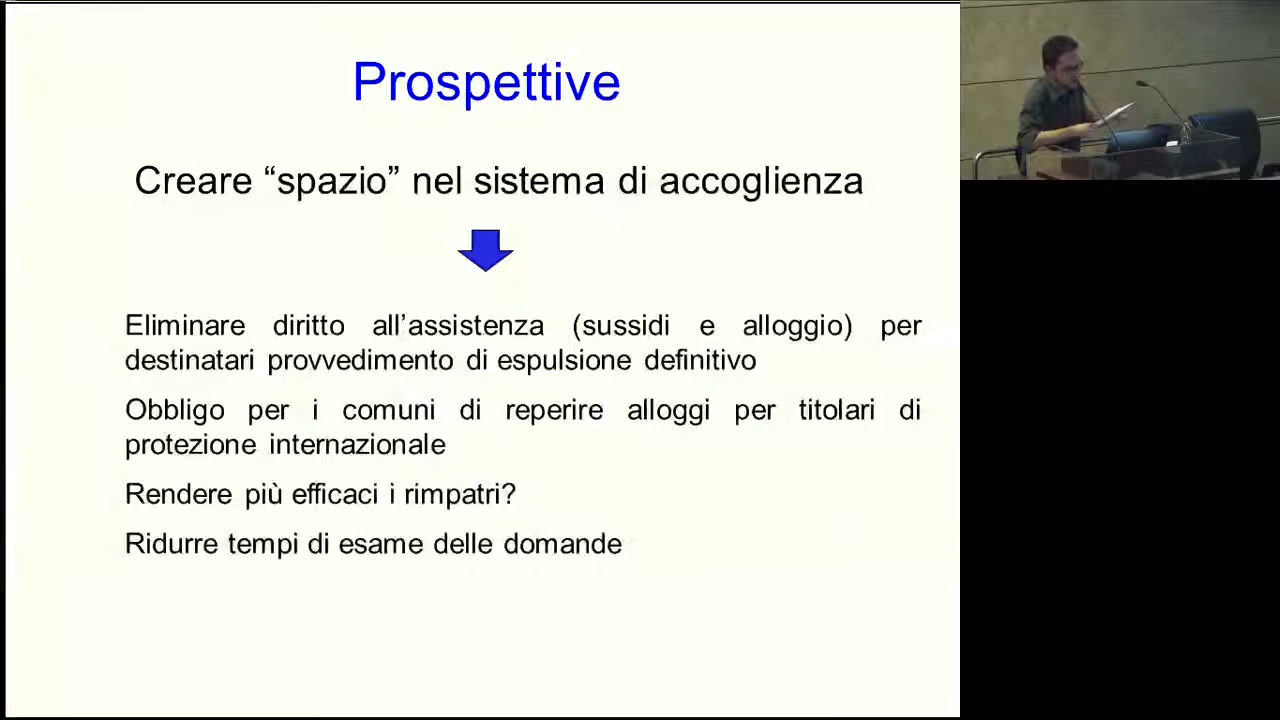 Prospettive
Creare “spazio” nel sistema di accoglienza
Eliminare diritto all’assistenza (sussidi e alloggio) per
destinatari provvedimento di espulsione definitivo
Obbligo per i comuni di reperire alloggi per titolari di
protezione internazionale
Rendere più efficaci i rimpatri?
Ridurre tempi di esame delle domande